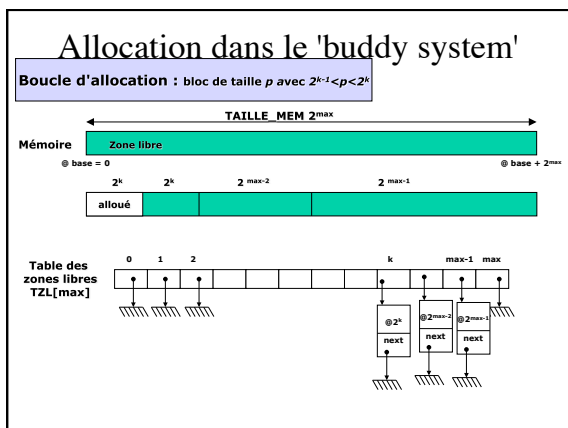 Allocation dans le 'buddy system'
Boucle d'allocation : bloc de taille p avec 2^{k-1}<p<2^k
TAILLE_MEM 2^{max}
Mémoire
Zone libre
@ base = 0
@ base + 2^{max}
2^k 2^k 2^{max-2} 2^{max-1}
alloué
Table des
zones libres
TZL[max]
0 1 2 k max-1 max
@2^k @2^{max-2} @2^{max-1}
next next next